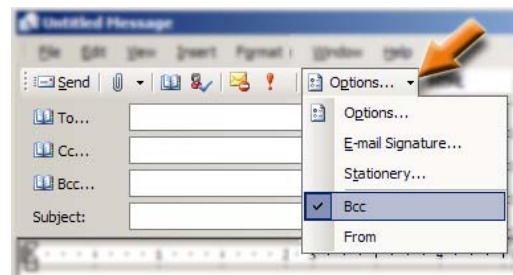 Untitled Message
File Edit View Insert Format Window Help
Send Options...
To...
Cc...
Bcc...
Subject:
Options...
E-mail Signature...
Stationery...
Bcc
From